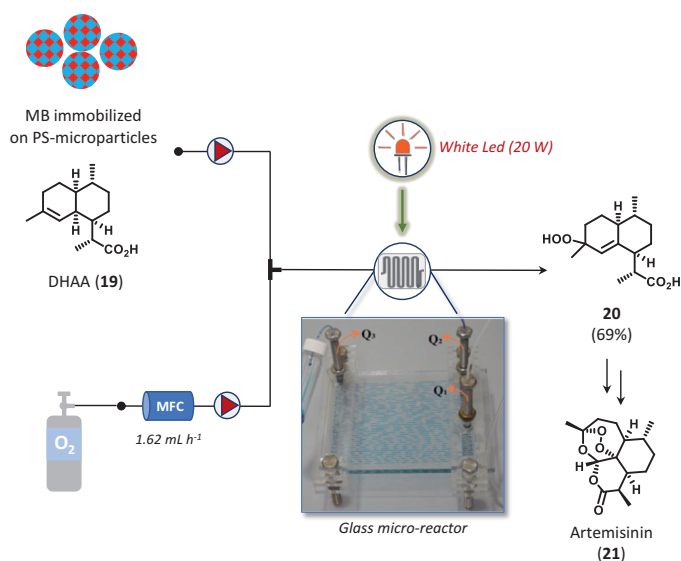 MB immobilized
on PS-microparticles
H
H
H
CO₂H
DHAA (19)
O₂
MFC
1.62 mL h⁻¹
White Led (20 W)
Q₃
Q₂
Q₁
Glass micro-reactor
H
HOO
H
CO₂H
20
(69%)
H
O
O
O
H
H
O
O
Artemisinin
(21)